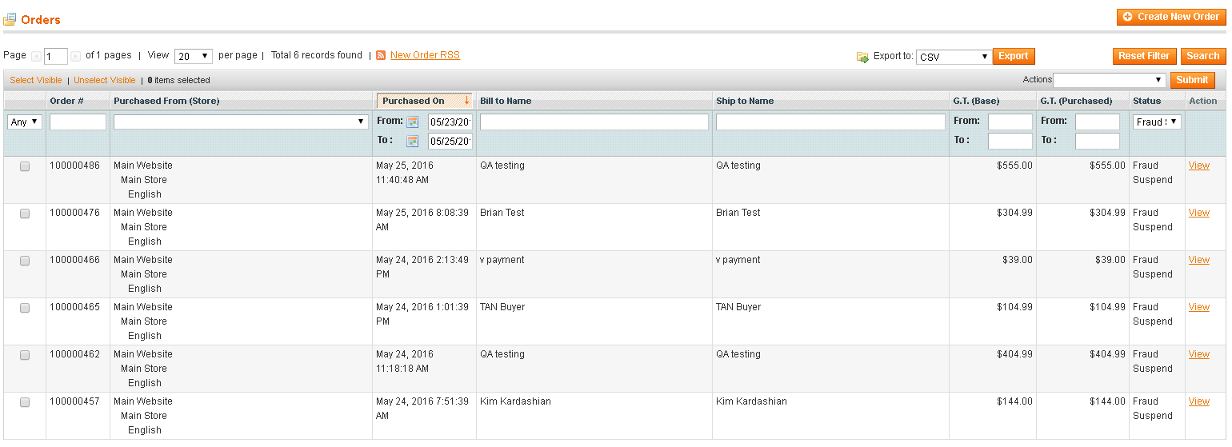 Orders
Create New Order
Page 1 of 1 pages | View 20 per page | Total 6 records found | New Order RSS
Export to: CSV Export Reset Filter Search
Select Visible | Unselect Visible | 0 items selected
Actions Submit
Order # Purchased From (Store) Purchased On Bill to Name Ship to Name G.T. (Base) G.T. (Purchased) Status Action
Any From: 05/23/20 From: From: Fraud
To : 05/25/20 To : To :
100000486 Main Website May 25, 2016 QA testing QA testing $555.00 $555.00 Fraud View
Main Store 11:40:48 AM Suspend
English
100000476 Main Website May 25, 2016 8:08:39 Brian Test Brian Test $304.99 $304.99 Fraud View
Main Store AM Suspend
English
100000466 Main Website May 24, 2016 2:13:49 v payment v payment $39.00 $39.00 Fraud View
Main Store PM Suspend
English
100000465 Main Website May 24, 2016 1:01:39 TAN Buyer TAN Buyer $104.99 $104.99 Fraud View
Main Store PM Suspend
English
100000462 Main Website May 24, 2016 QA testing QA testing $404.99 $404.99 Fraud View
Main Store 11:18:18 AM Suspend
English
100000457 Main Website May 24, 2016 7:51:39 Kim Kardashian Kim Kardashian $144.00 $144.00 Fraud View
Main Store AM Suspend
English